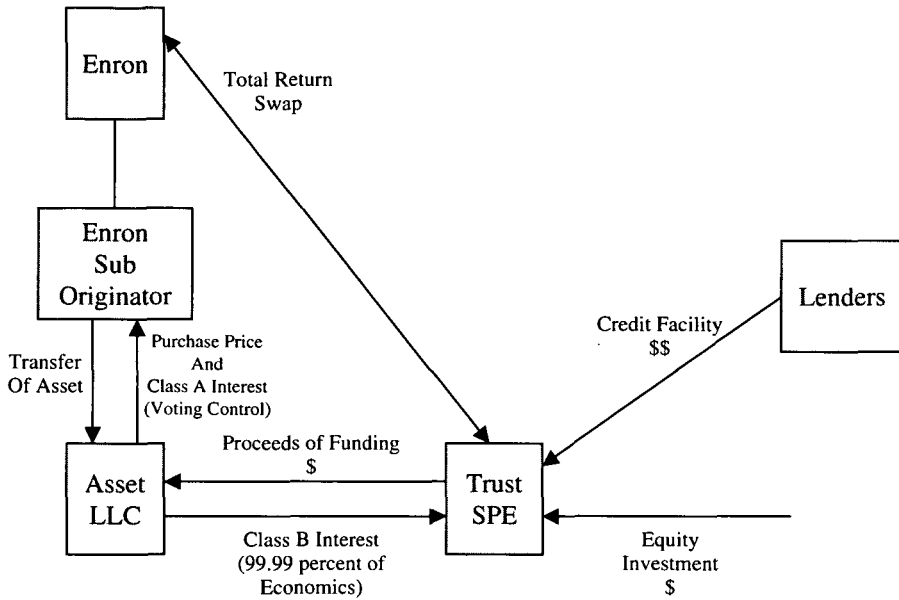 Enron
Total Return
Swap
Enron
Sub
Originator
Lenders
Credit Facility
$$
Transfer
Of Asset
Purchase Price
And
Class A Interest
(Voting Control)
Proceeds of Funding
$
Asset
LLC
Trust
SPE
Class B Interest
(99.99 percent of
Economics)
Equity
Investment
$